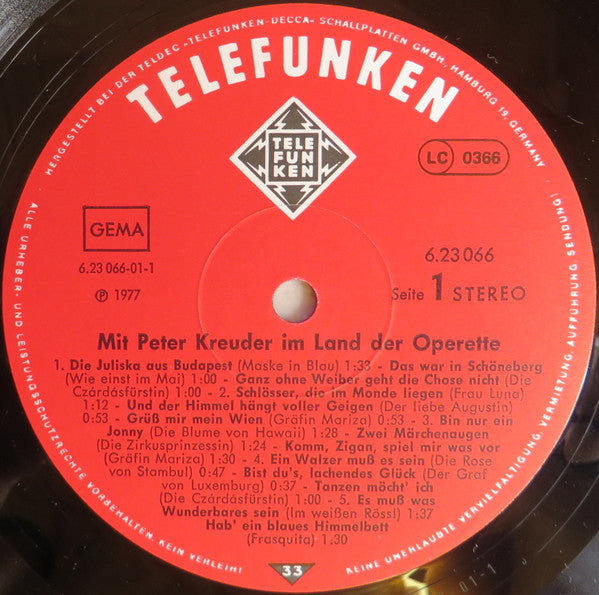 HERGESTELLT BEI DER TELDEC »TELEFUNKEN-DECCA« SCHALLPLATTEN GMBH, HAMBURG 19, GERMANY
TELEFUNKEN
TELE
FUN
KEN
LC 0366
GEMA
6.23 066-01-1
℗ 1977
6.23066
Seite 1 STEREO
Mit Peter Kreuder im Land der Operette
1. Die Juliska aus Budapest (Maske in Blau) 1:33 - Das war in Schöneberg
(Wie einst im Mai) 1:00 - Ganz ohne Weiber geht die Chose nicht (Die
Czárdásfürstin) 1:00 - 2. Schlösser, die im Monde liegen (Frau Luna)
1:12 - Und der Himmel hängt voller Geigen (Der liebe Augustin)
0:53 - Grüß mir mein Wien (Gräfin Mariza) 0:53 - 3. Bin nur ein
Jonny (Die Blume von Hawaii) 1:28 - Zwei Märchenaugen
(Die Zirkusprinzessin) 1:24 - Komm, Zigan, spiel mir was vor
(Gräfin Mariza) 1:30 - 4. Ein Walzer muß es sein (Die Rose
von Stambul) 0:47 - Bist du's, lachendes Glück (Der Graf
von Luxemburg) 0:47 - Tanzen möcht' ich
(Die Czárdásfürstin) 1:00 - 5. Es muß was
Wunderbares sein (Im weißen Rössl) 1:37
Hab' ein blaues Himmelbett
(Frasquita) 1:30
33
ALLE URHEBER- UND LEISTUNGSSCHUTZRECHTE VORBEHALTEN. KEIN VERLEIH!
KEINE UNERLAUBTE VERVIELFÄLTIGUNG, VERMIETUNG, AUFFÜHRUNG, SENDUNG!
01-1